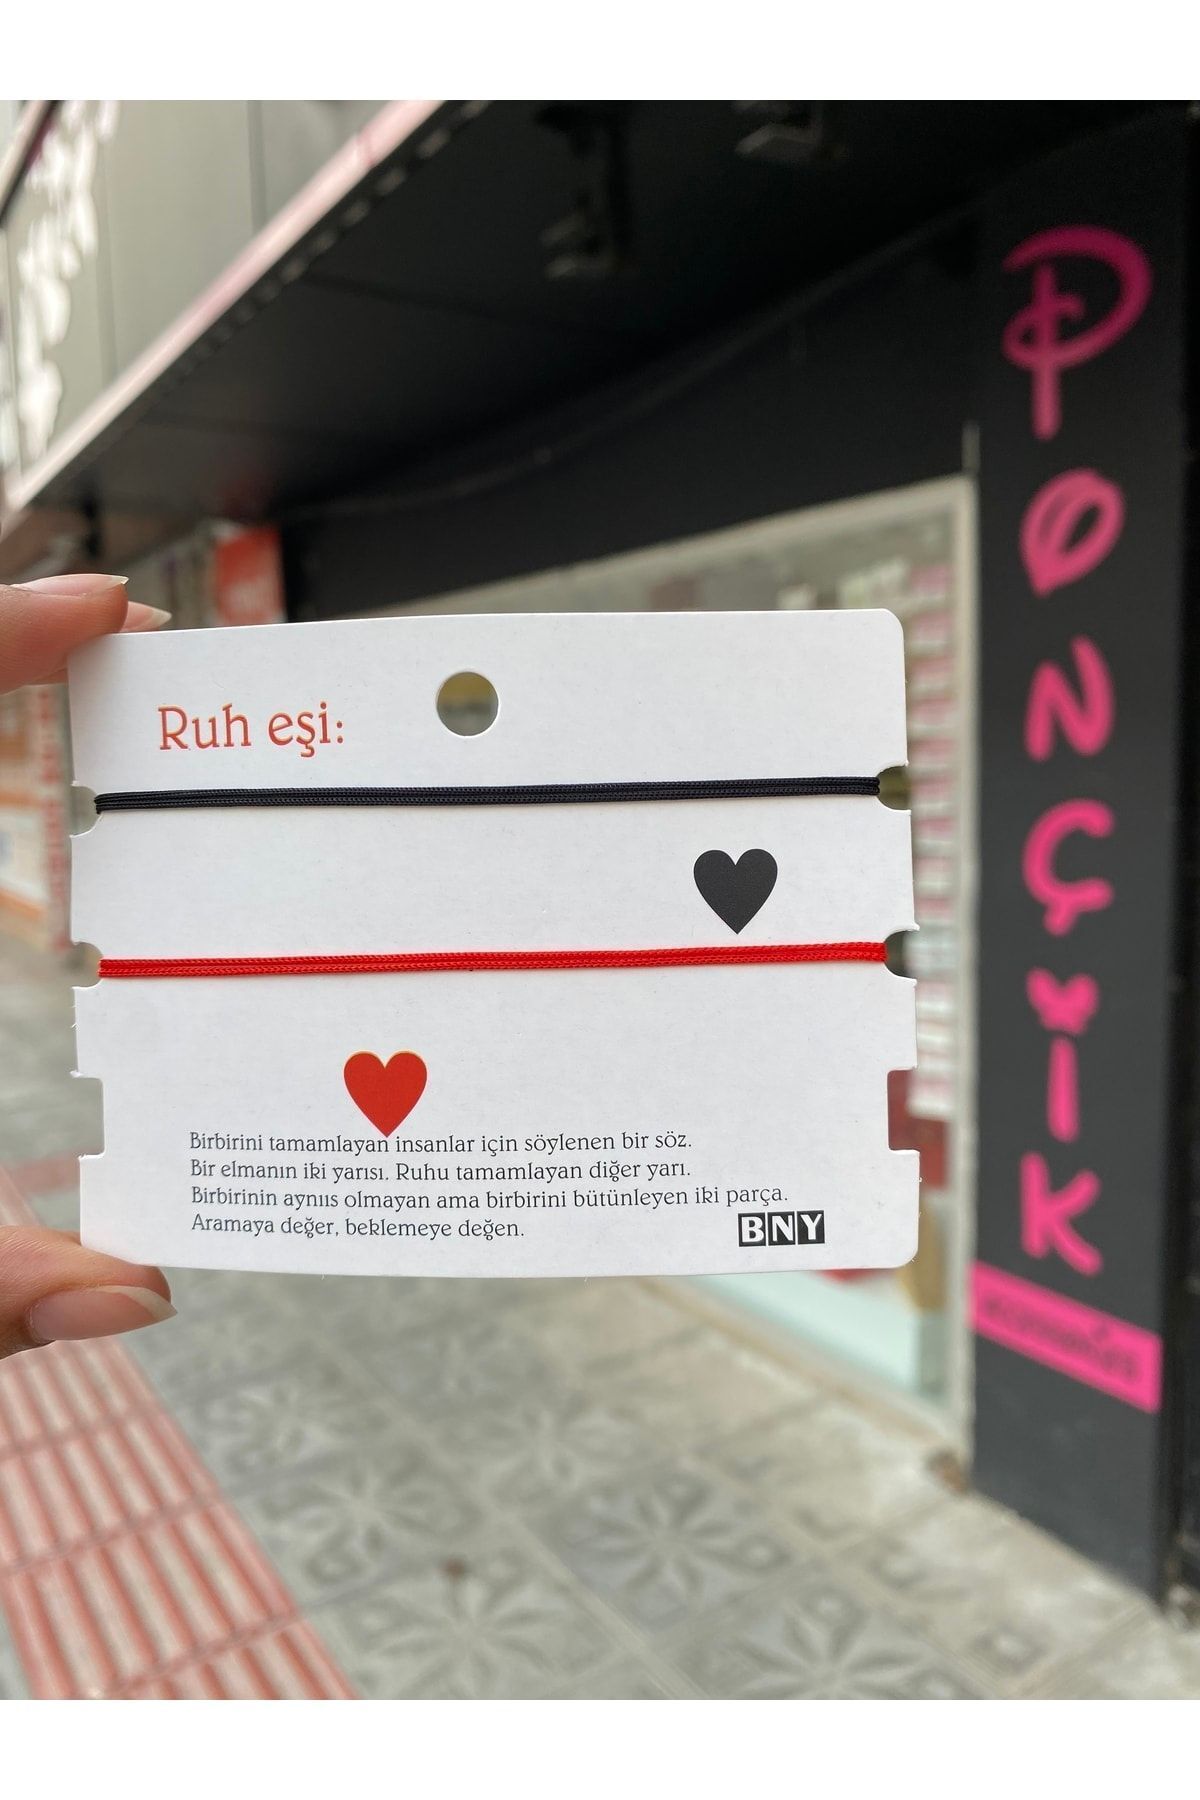 Ruh eşi:
Birbirini tamamlayan insanlar için söylenen bir söz.
Bir elmanın iki yarısı. Ruhu tamamlayan diğer yarı.
Birbirinin aynııs olmayan ama birbirini bütünleyen iki parça.
Aramaya değer, beklemeye değen.
BNY
PONÇİK